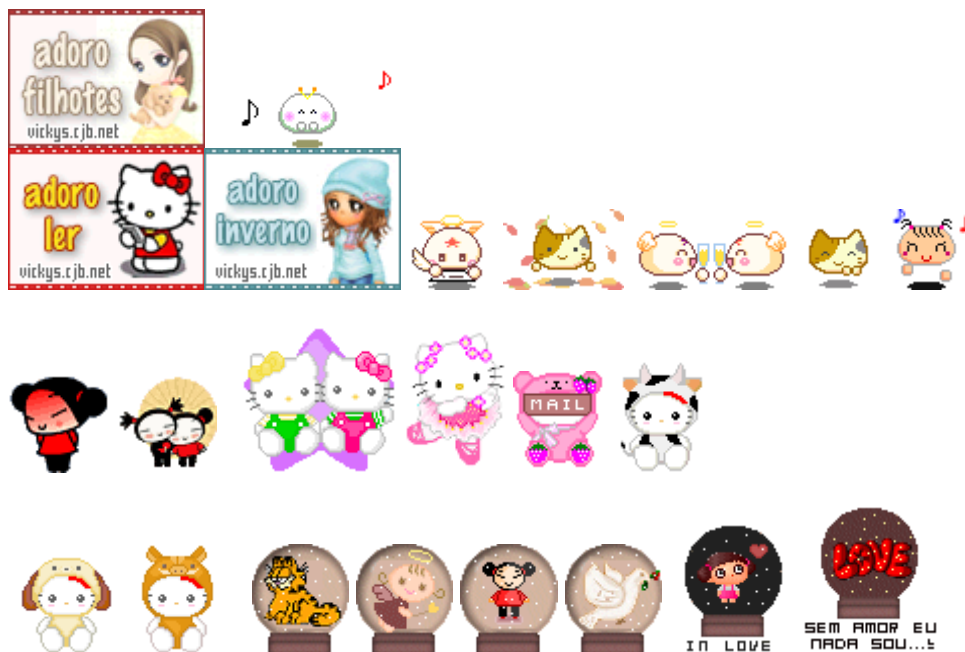 adoro
filhotes
vickys.cjb.net
adoro
ler
vickys.cjb.net
adoro
inverno
vickys.cjb.net
MAIL
IN LOVE
LOVE
SEM AMOR EU
NADA SOU...